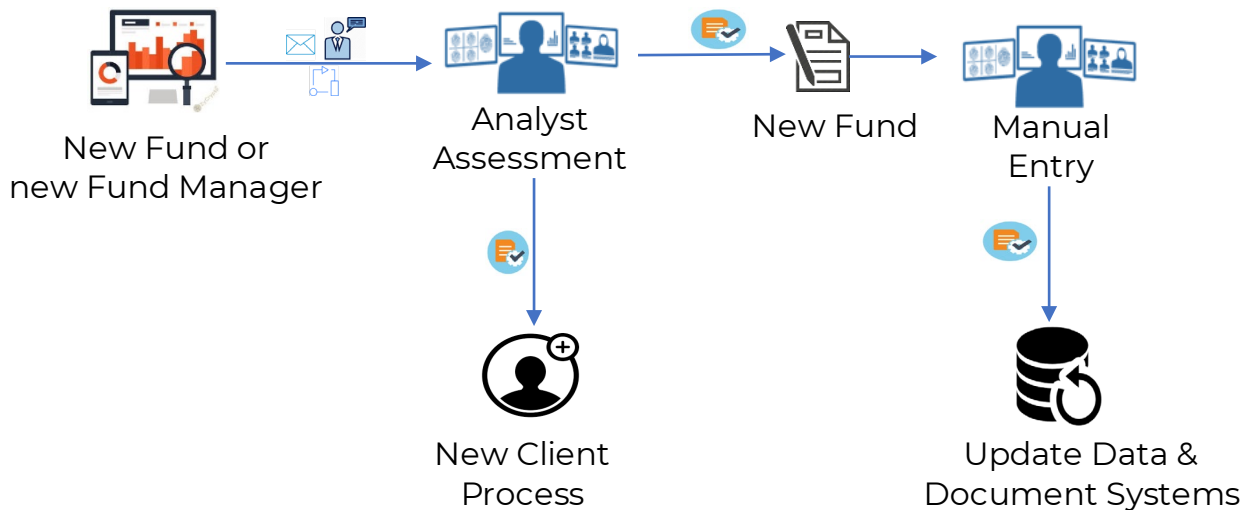 New Fund or
new Fund Manager
Analyst
Assessment
New Fund
Manual
Entry
New Client
Process
Update Data &
Document Systems